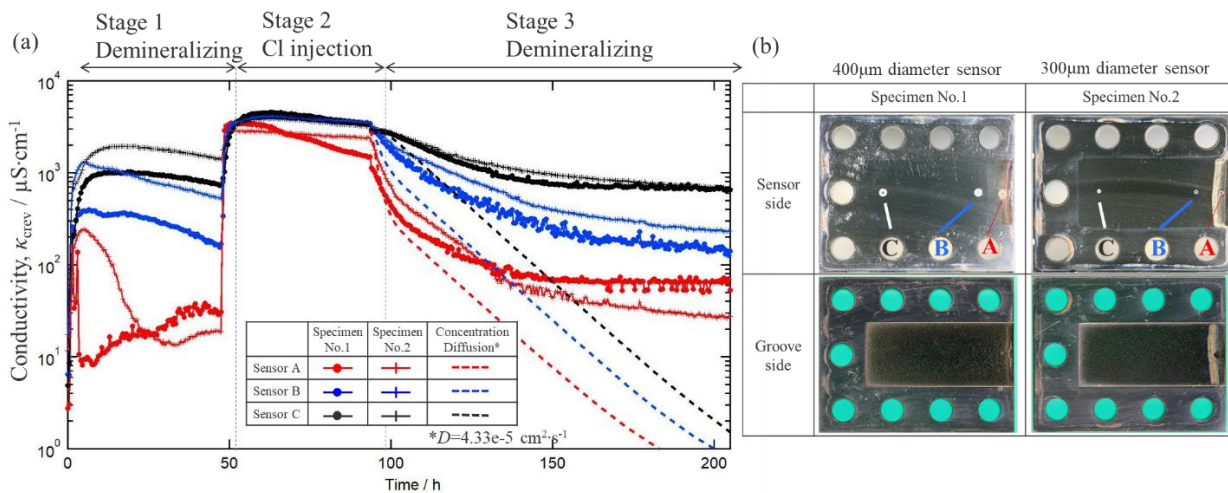 Stage 1
Demineralizing
Stage 2
Cl injection
Stage 3
Demineralizing
(a)
Conductivity, κcrev / μS·cm⁻¹
10⁵
10⁴
10³
10²
10¹
10⁰
0
50
100
150
200
Time / h
Specimen No.1
Specimen No.2
Concentration Diffusion*
Sensor A
Sensor B
Sensor C
*D=4.33e-5 cm²·s⁻¹
(b)
400μm diameter sensor
300μm diameter sensor
Specimen No.1
Specimen No.2
Sensor side
C B A
C B A
Groove side